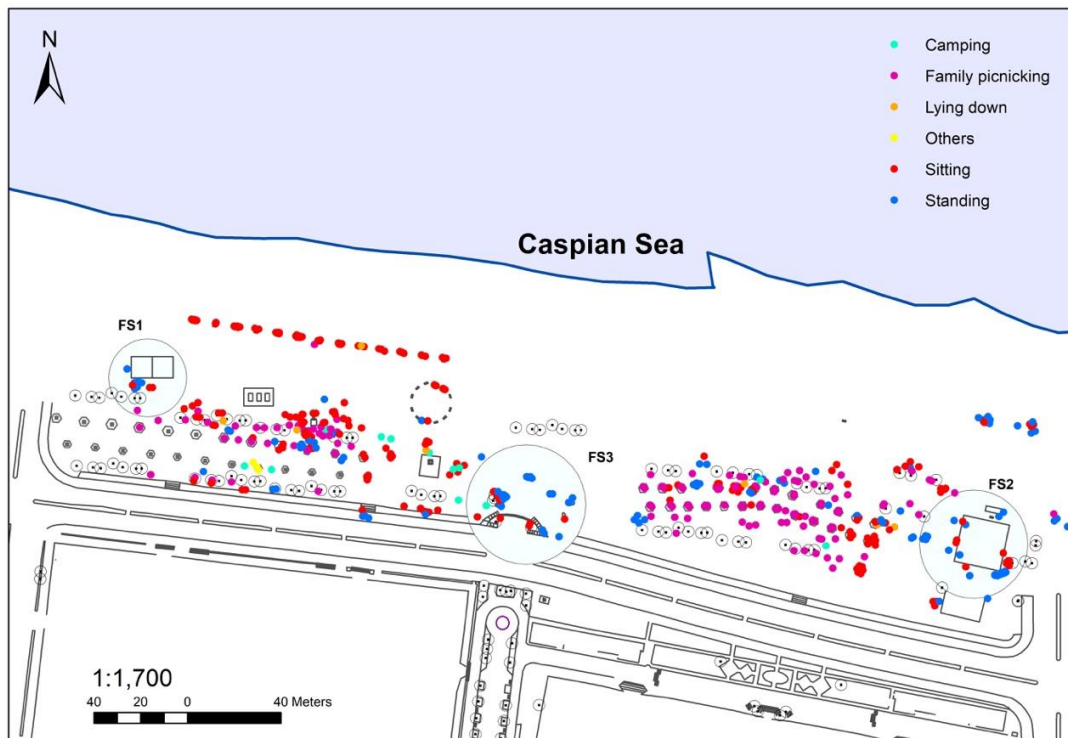 N
Camping
Family picnicking
Lying down
Others
Sitting
Standing
Caspian Sea
FS1
FS3
FS2
1:1,700
40 20 0 40 Meters